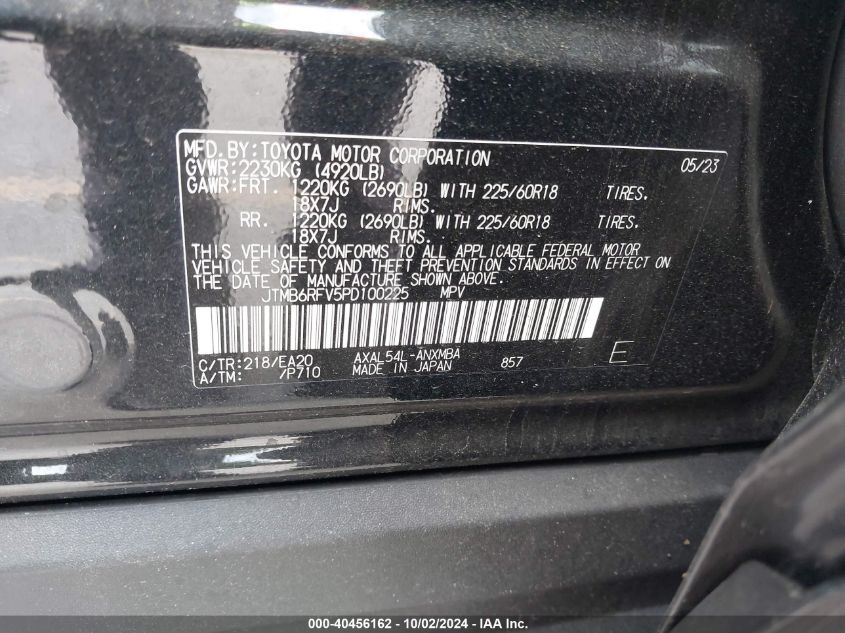 MFD.BY:TOYOTA MOTOR CORPORATION 05/23
GVWR:2230KG (4920LB)
GAWR:FRT. 1220KG (2690LB) WITH 225/60R18 TIRES.
18X7J RIMS.
RR. 1220KG (2690LB) WITH 225/60R18 TIRES.
18X7J RIMS.
THIS VEHICLE CONFORMS TO ALL APPLICABLE FEDERAL MOTOR
VEHICLE SAFETY AND THEFT PREVENTION STANDARDS IN EFFECT ON
THE DATE OF MANUFACTURE SHOWN ABOVE.
JTMB6RFV5PD100225 MPV
C/TR:218/EA20 AXAL54L-ANXMBA E
A/TM: /P710 MADE IN JAPAN 857
000-40456162 - 10/02/2024 - IAA Inc.